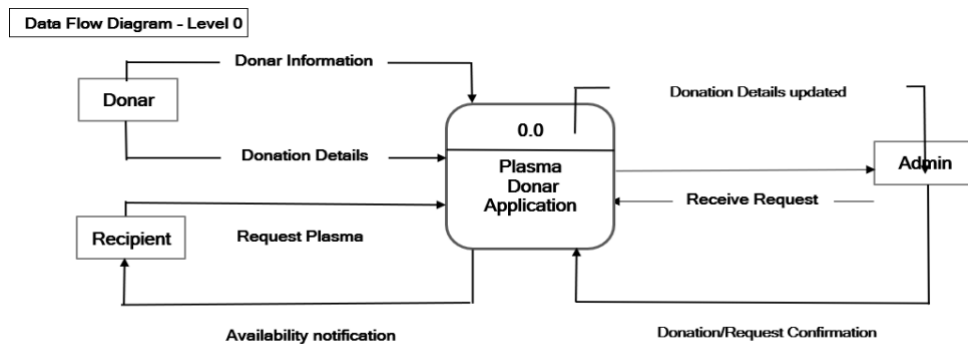 Data Flow Diagram - Level 0
Donar Information
Donar
Donation Details updated
0.0
Donation Details
Plasma
Donar
Application
Admin
Receive Request
Request Plasma
Recipient
Availability notification
Donation/Request Confirmation